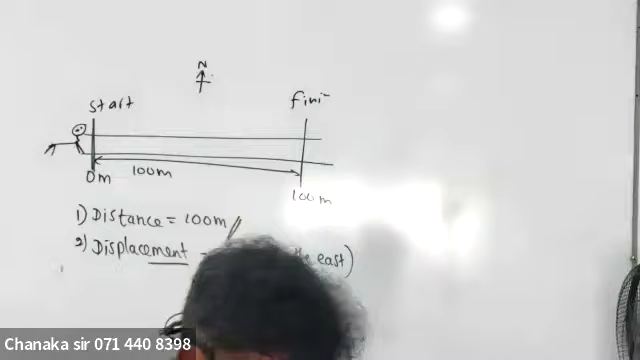 N
start
fini
0m
100m
100m
1) Distance = 100m
2) Displacement east)
Chanaka sir 071 440 8398